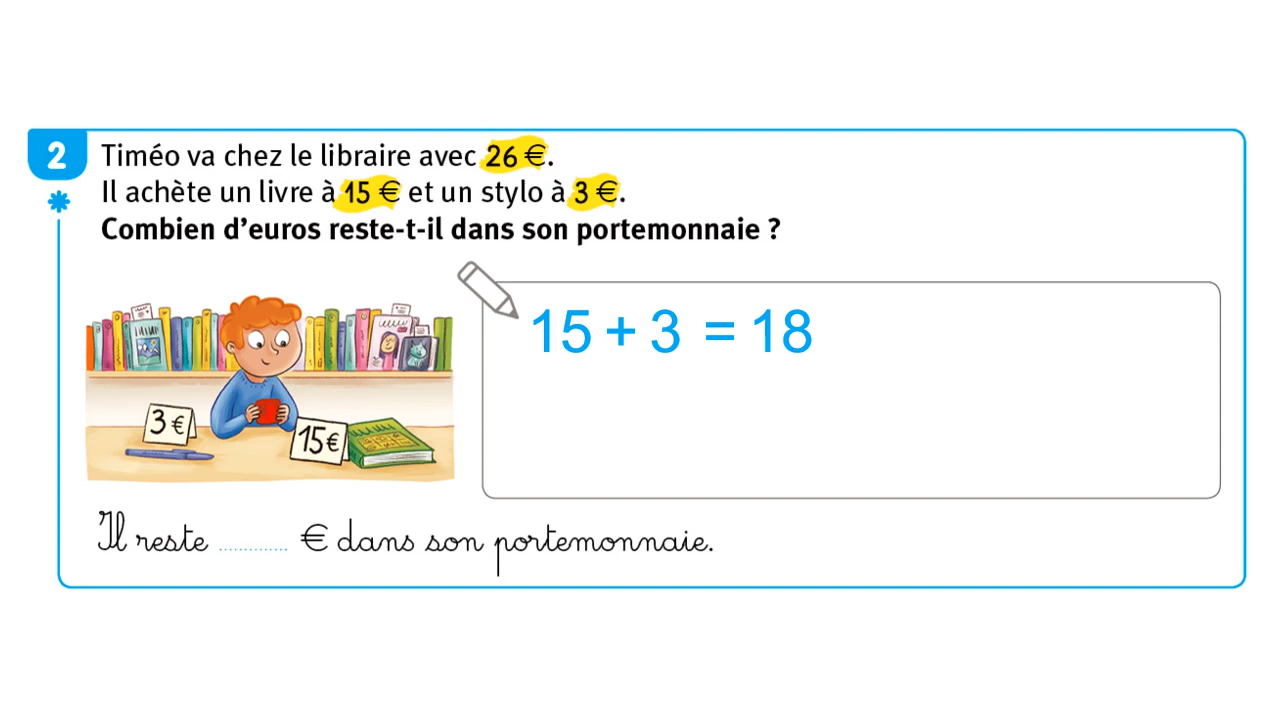 2
Timéo va chez le libraire avec 26 €.
Il achète un livre à 15 € et un stylo à 3 €.
Combien d'euros reste-t-il dans son portemonnaie ?
15 + 3 = 18
3 €
15 €
Il reste ............. € dans son portemonnaie.